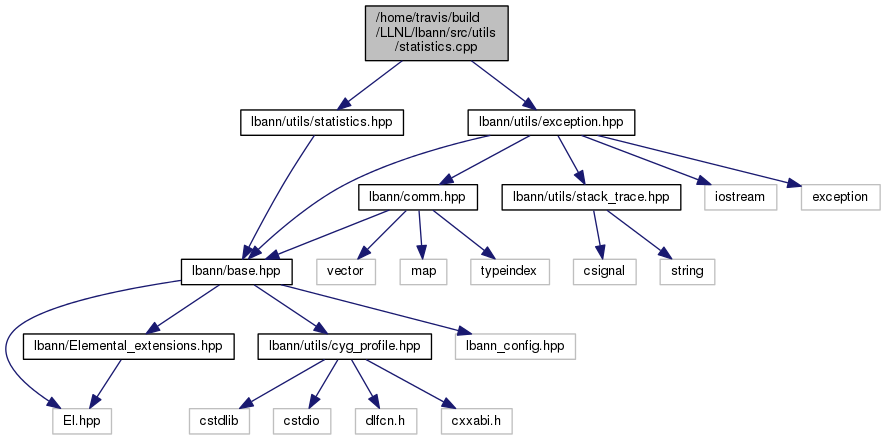 /home/travis/build
/LLNL/lbann/src/utils
/statistics.cpp
lbann/utils/statistics.hpp
lbann/utils/exception.hpp
lbann/comm.hpp
lbann/utils/stack_trace.hpp
iostream
exception
lbann/base.hpp
vector
map
typeindex
csignal
string
lbann/Elemental_extensions.hpp
lbann/utils/cyg_profile.hpp
lbann_config.hpp
El.hpp
cstdlib
cstdio
dlfcn.h
cxxabi.h